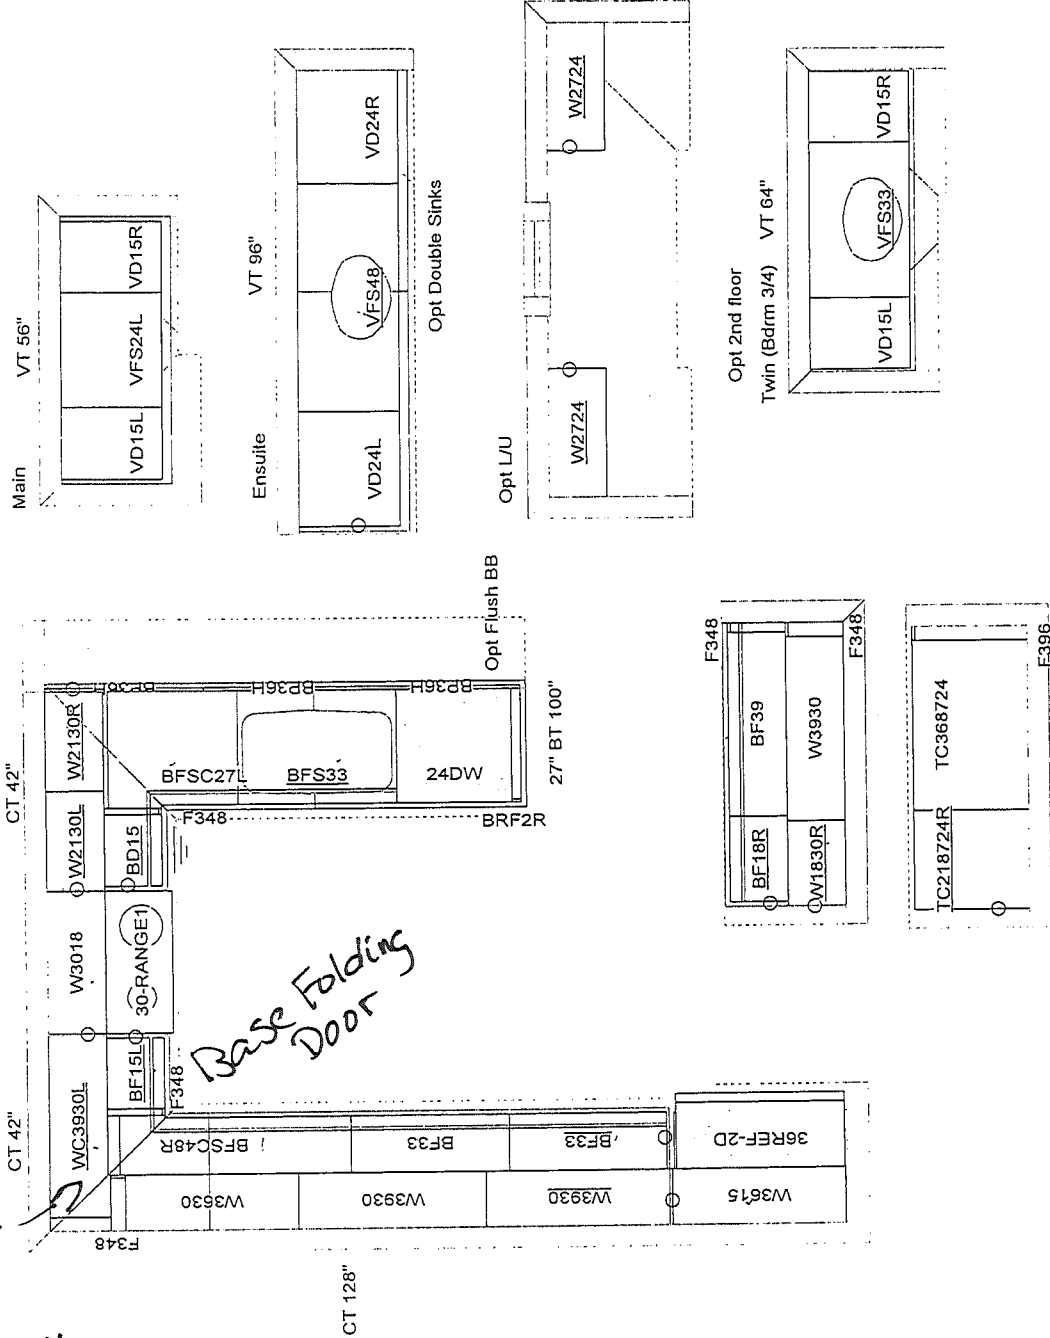 Main
VT 56"
VD15L
VFS24L
VD15R
Ensuite
VT 96"
VD24L
VFS48
VD24R
Opt Double Sinks
Opt L/U
W2724
W2724
Opt 2nd floor
Twin (Bdrm 3/4) VT 64"
VD15L
VFS33
VD15R
CT 42"
CT 42"
WC3930L
W3018
W2130L
W2130R
BF15L
30-RANGE1
BD15
F348
F348
F348
BFSC27L
BFS33
24DW
BP36H
BP36H
BRF2R
Opt Flush BB
27" BT 100"
Base Folding
Door
BFSC48R
BF33
BF33
36REF-2D
W3630
W3930
W3930
W3615
CT 128"
F348
BF18R
BF39
W1830R
W3930
F348
TC218724R
TC368724
F396